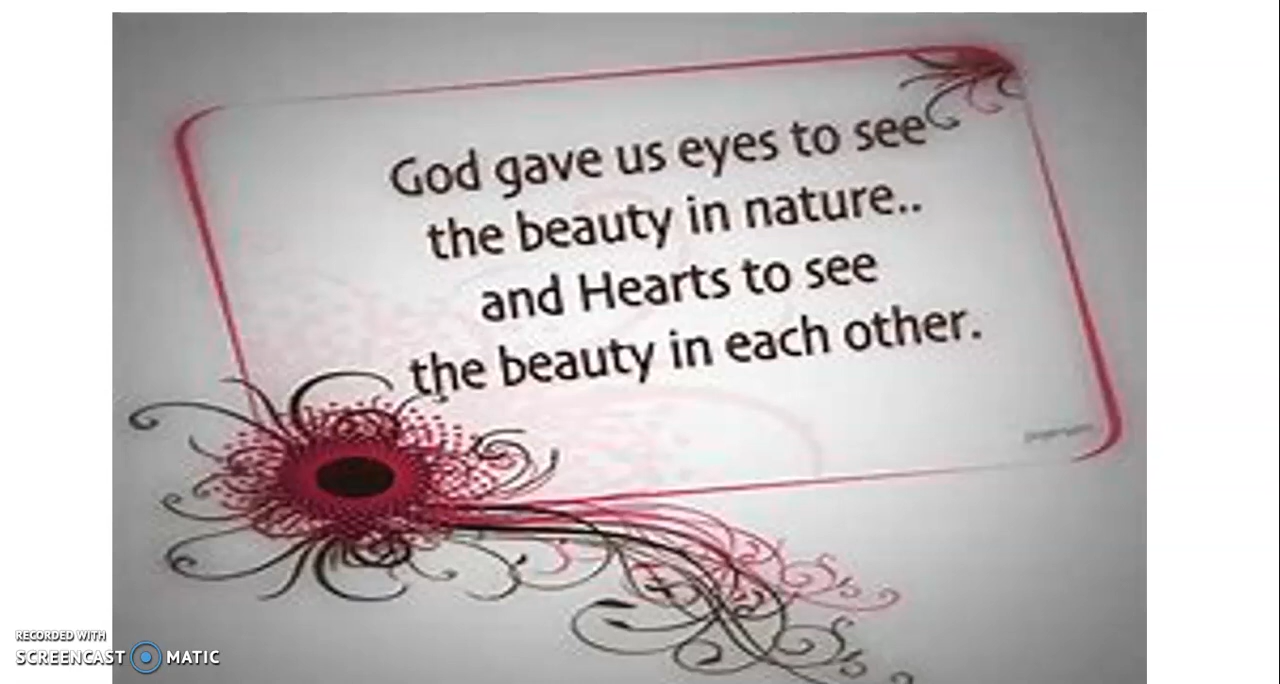 God gave us eyes to see
the beauty in nature..
and Hearts to see
the beauty in each other.
RECORDED WITH
SCREENCAST MATIC